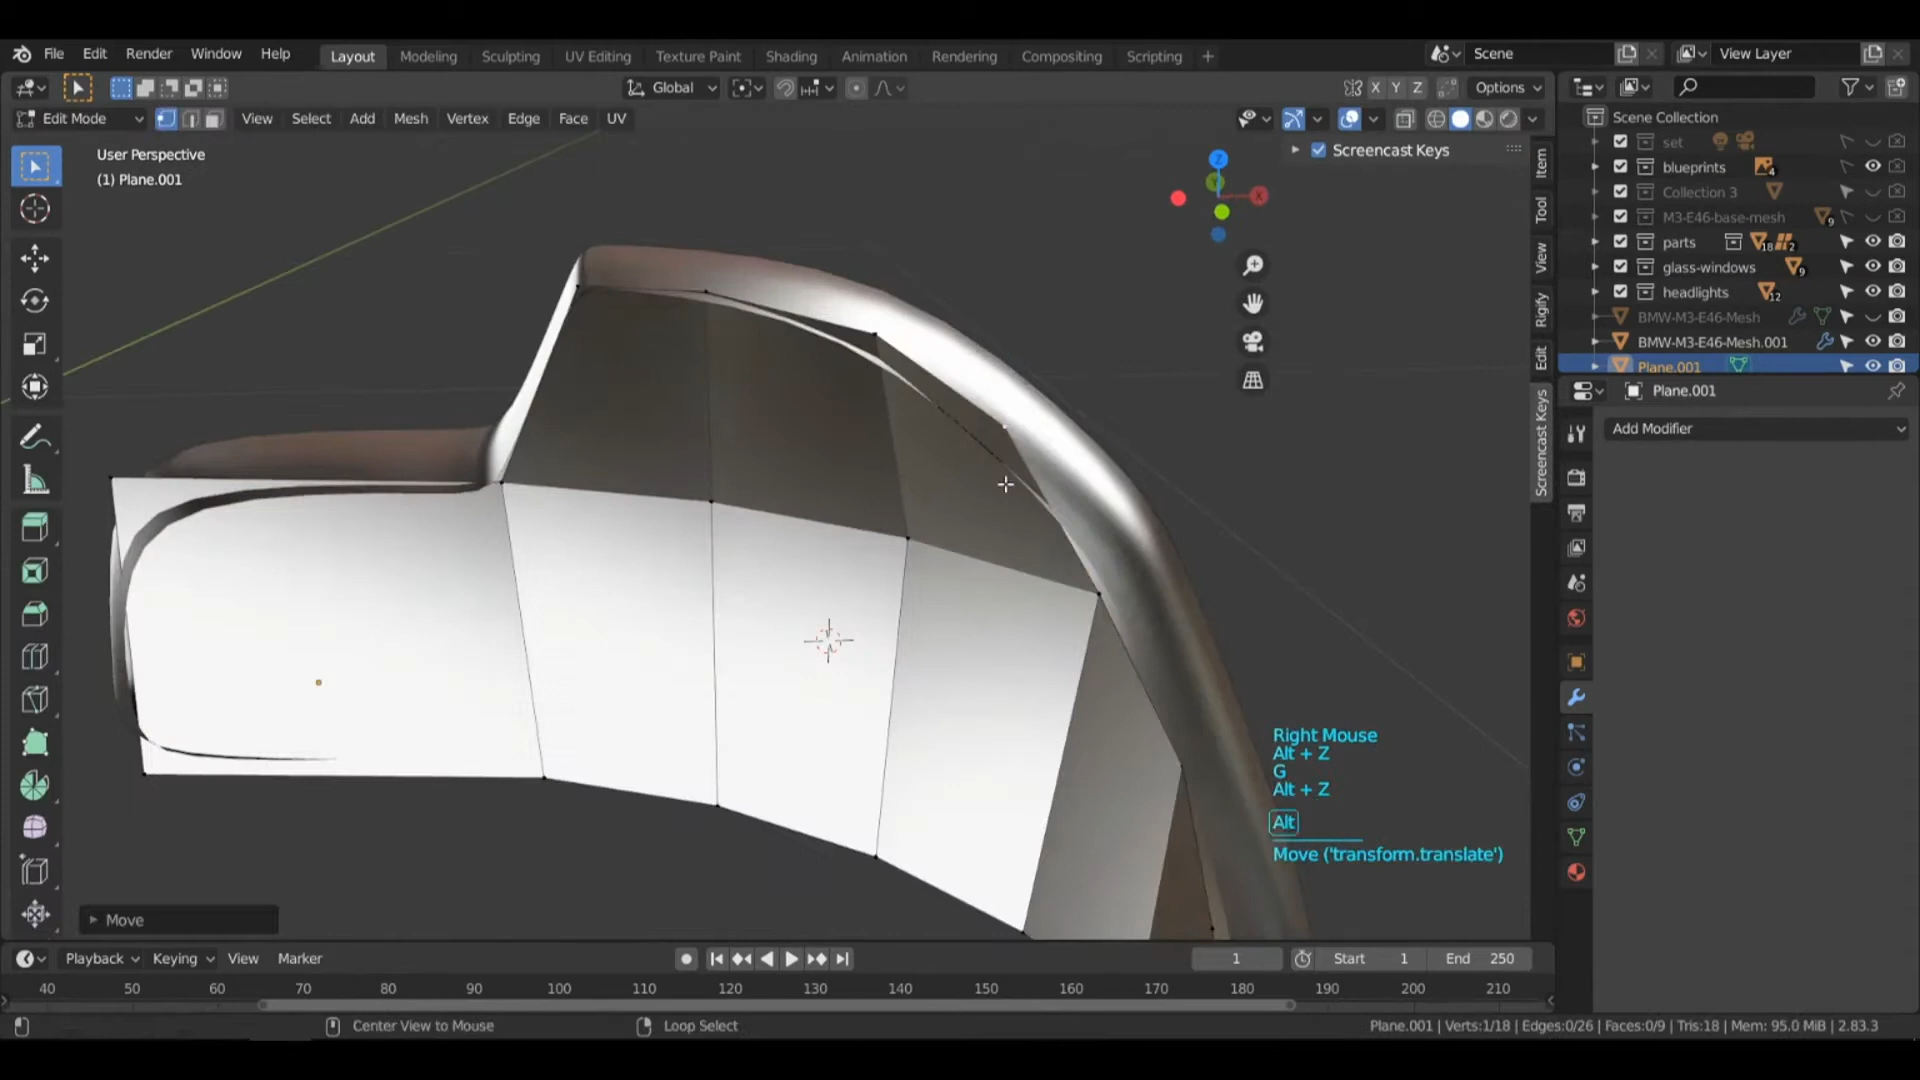 File Edit Render Window Help Layout Modeling Sculpting UV Editing Texture Paint Shading Animation Rendering Compositing Scripting + Scene View Layer
Global X Y Z Options
Edit Mode View Select Add Mesh Vertex Edge Face UV
User Perspective
(1) Plane.001
Z
Y
X
Screencast Keys
Item
Tool
View
Rigify
Edit
Screencast Keys
Scene Collection
set
blueprints 4
Collection 3
M3-E46-base-mesh 9
parts 18 2
glass-windows 9
headlights 12
BMW-M3-E46-Mesh
BMW-M3-E46-Mesh.001
Plane.001
Plane.001
Add Modifier
Right Mouse
Alt + Z
G
Alt + Z
Alt
Move ('transform.translate')
Move
Playback Keying View Marker 1 Start 1 End 250
40 50 60 70 80 90 100 110 120 130 140 150 160 170 180 190 200 210
Center View to Mouse Loop Select Plane.001 | Verts:1/18 | Edges:0/26 | Faces:0/9 | Tris:18 | Mem: 95.0 MiB | 2.83.3